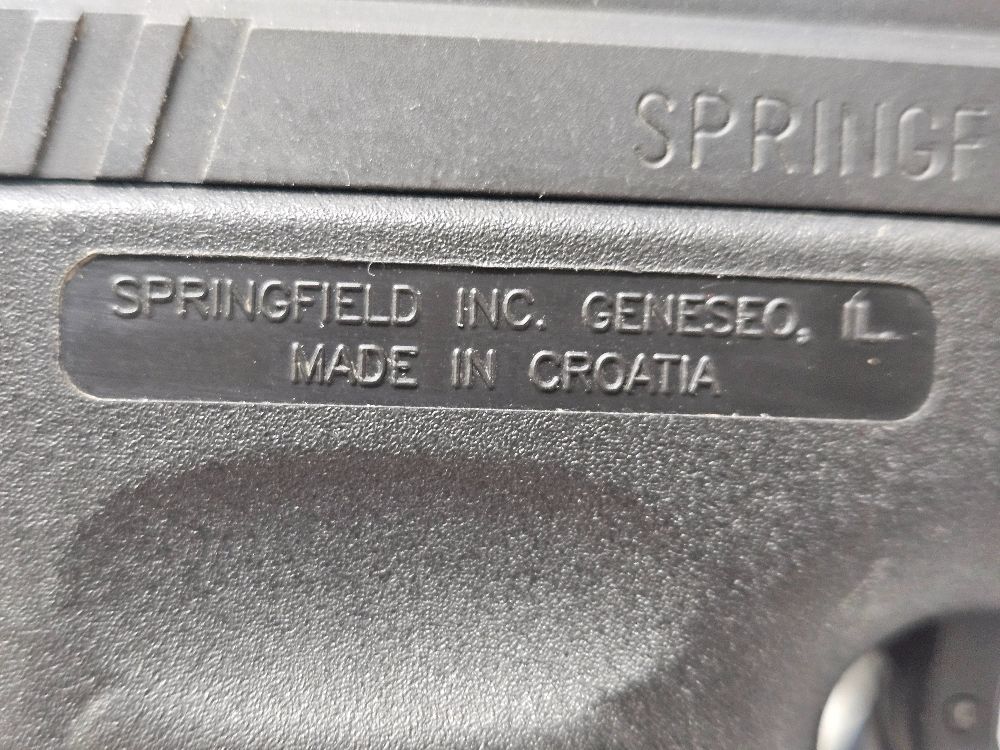 SPRINGF
SPRINGFIELD INC. GENESEO, IL.
MADE IN CROATIA